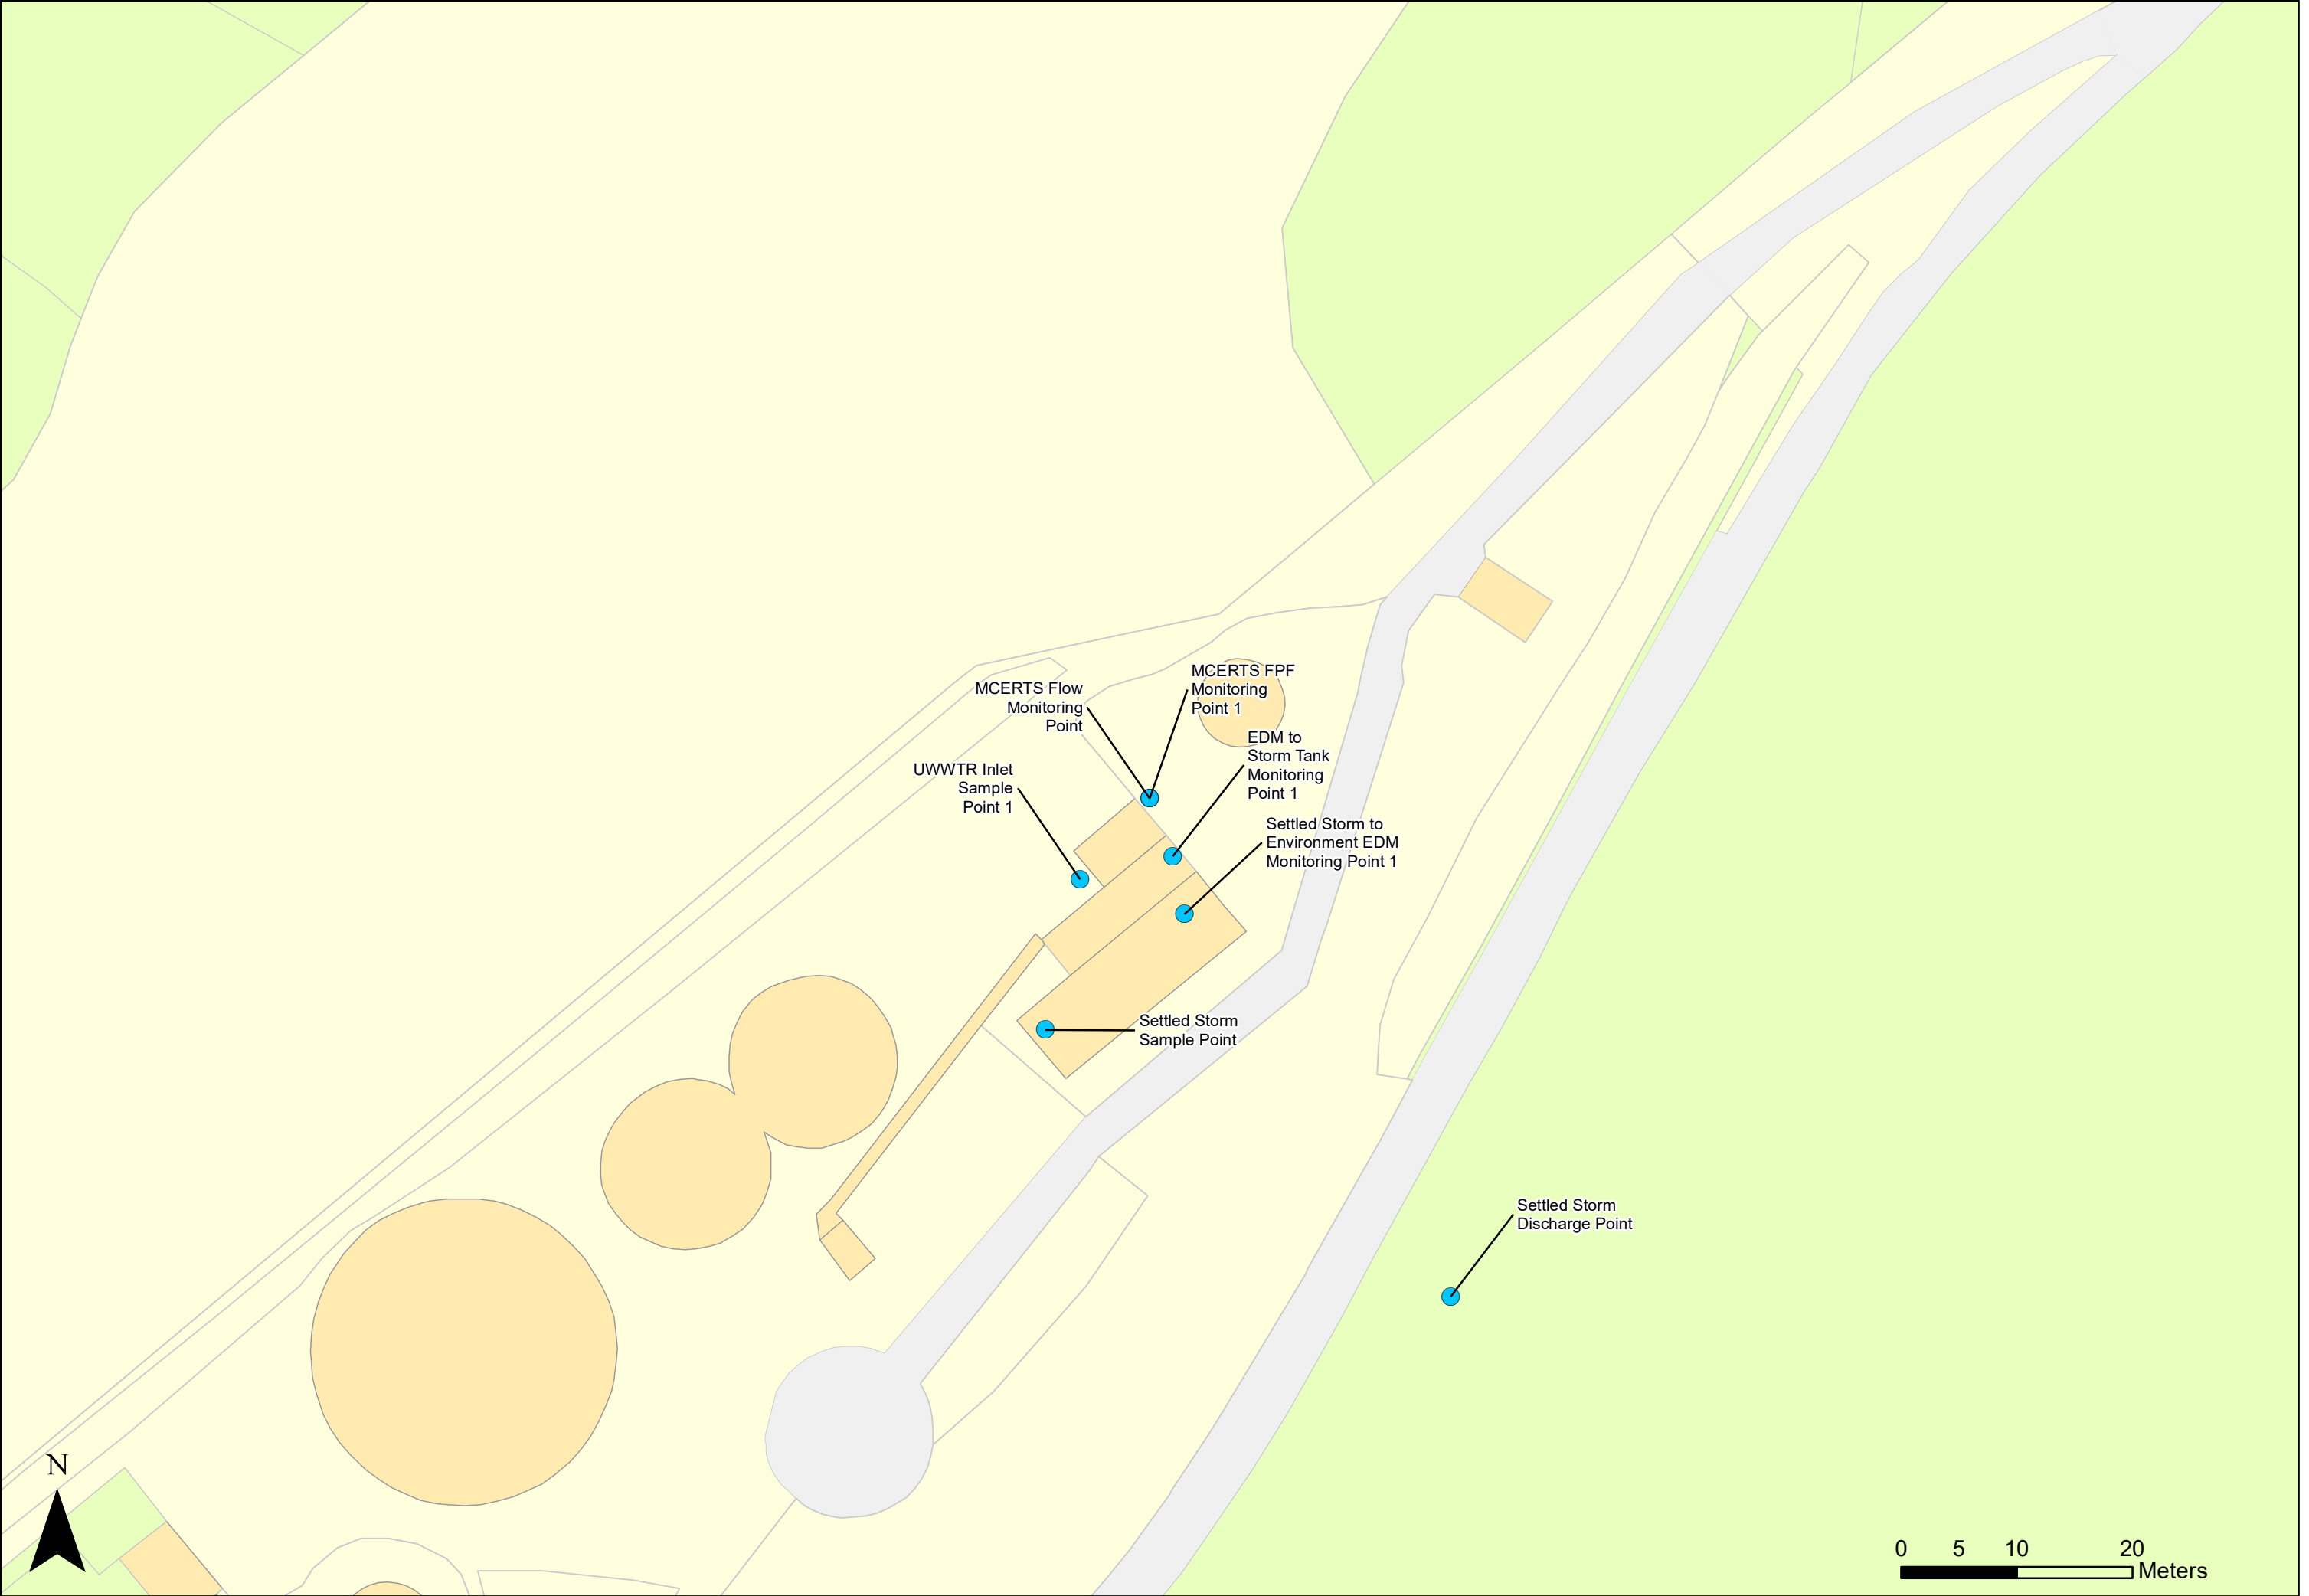 MCERTS FPF
Monitoring
Point 1
MCERTS Flow
Monitoring
Point
EDM to
Storm Tank
Monitoring
Point 1
UWWTR Inlet
Sample
Point 1
Settled Storm to
Environment EDM
Monitoring Point 1
Settled Storm
Sample Point
Settled Storm
Discharge Point
N
0 5 10 20
Meters